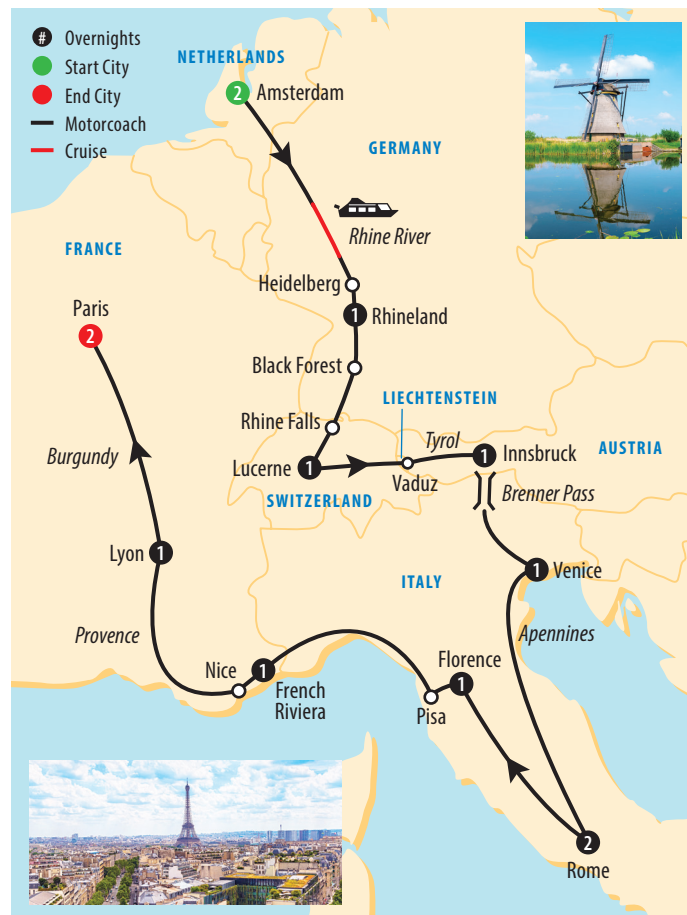 # Overnights
Start City
End City
Motorcoach
Cruise
NETHERLANDS
2 Amsterdam
GERMANY
Rhine River
FRANCE
Heidelberg
1 Rhineland
Paris
2
Black Forest
LIECHTENSTEIN
Rhine Falls
Tyrol
1 Innsbruck
AUSTRIA
Burgundy
Lucerne 1
Vaduz
SWITZERLAND
Brenner Pass
Lyon 1
1 Venice
ITALY
Provence
Apennines
Florence
1
Nice
1
French
Riviera
Pisa
2
Rome